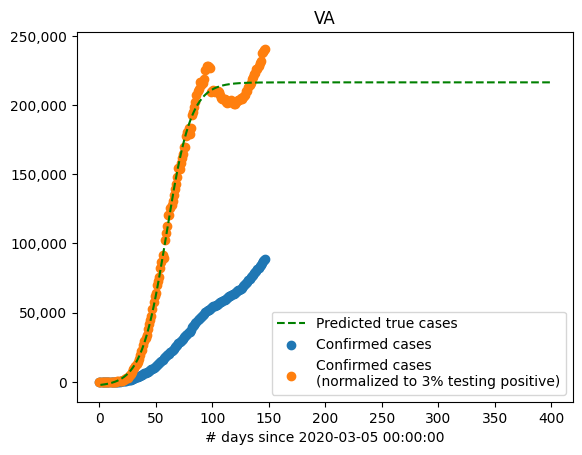 VA
250,000
200,000
150,000
100,000
50,000
0
0 50 100 150 200 250 300 350 400
# days since 2020-03-05 00:00:00
Predicted true cases
Confirmed cases
Confirmed cases
(normalized to 3% testing positive)